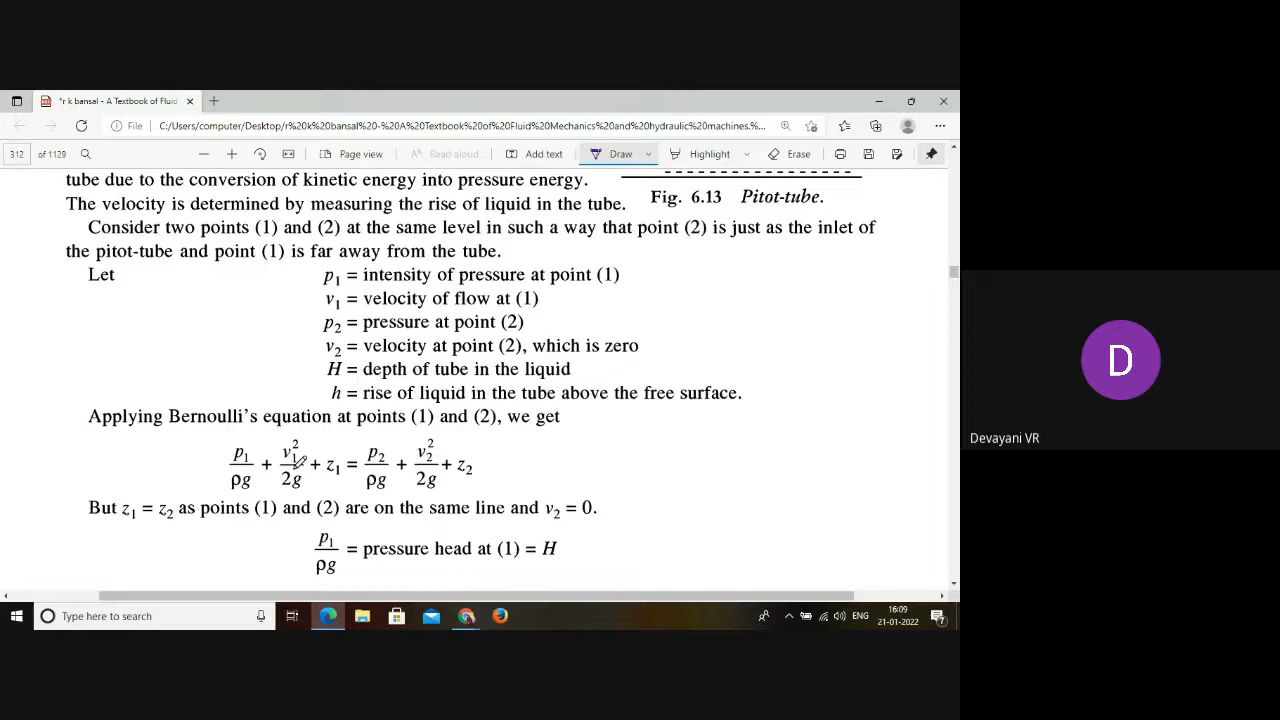 *r k bansal - A Textbook of Fluid
File C:/Users/computer/Desktop/r%20k%20bansal%20-%20A%20Textbook%20of%20Fluid%20Mechanics%20and%20hydraulic%20machines.%...
312 of 1129 Page view Read aloud Add text Draw Highlight Erase
tube due to the conversion of kinetic energy into pressure energy.
The velocity is determined by measuring the rise of liquid in the tube.
Fig. 6.13 Pitot-tube.
Consider two points (1) and (2) at the same level in such a way that point (2) is just as the inlet of
the pitot-tube and point (1) is far away from the tube.
Let p₁ = intensity of pressure at point (1)
v₁ = velocity of flow at (1)
p₂ = pressure at point (2)
v₂ = velocity at point (2), which is zero
H = depth of tube in the liquid
h = rise of liquid in the tube above the free surface.
Applying Bernoulli's equation at points (1) and (2), we get
p₁/ρg + v₁²/2g + z₁ = p₂/ρg + v₂²/2g + z₂
But z₁ = z₂ as points (1) and (2) are on the same line and v₂ = 0.
p₁/ρg = pressure head at (1) = H
D
Devayani VR
Type here to search
ENG
16:09
21-01-2022
7